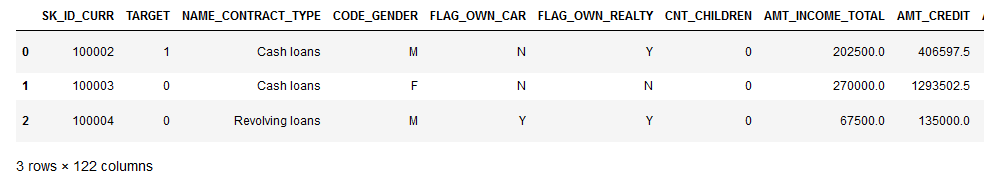 SK_ID_CURR TARGET NAME_CONTRACT_TYPE CODE_GENDER FLAG_OWN_CAR FLAG_OWN_REALTY CNT_CHILDREN AMT_INCOME_TOTAL AMT_CREDIT
0 100002 1 Cash loans M N Y 0 202500.0 406597.5
1 100003 0 Cash loans F N N 0 270000.0 1293502.5
2 100004 0 Revolving loans M Y Y 0 67500.0 135000.0
3 rows × 122 columns